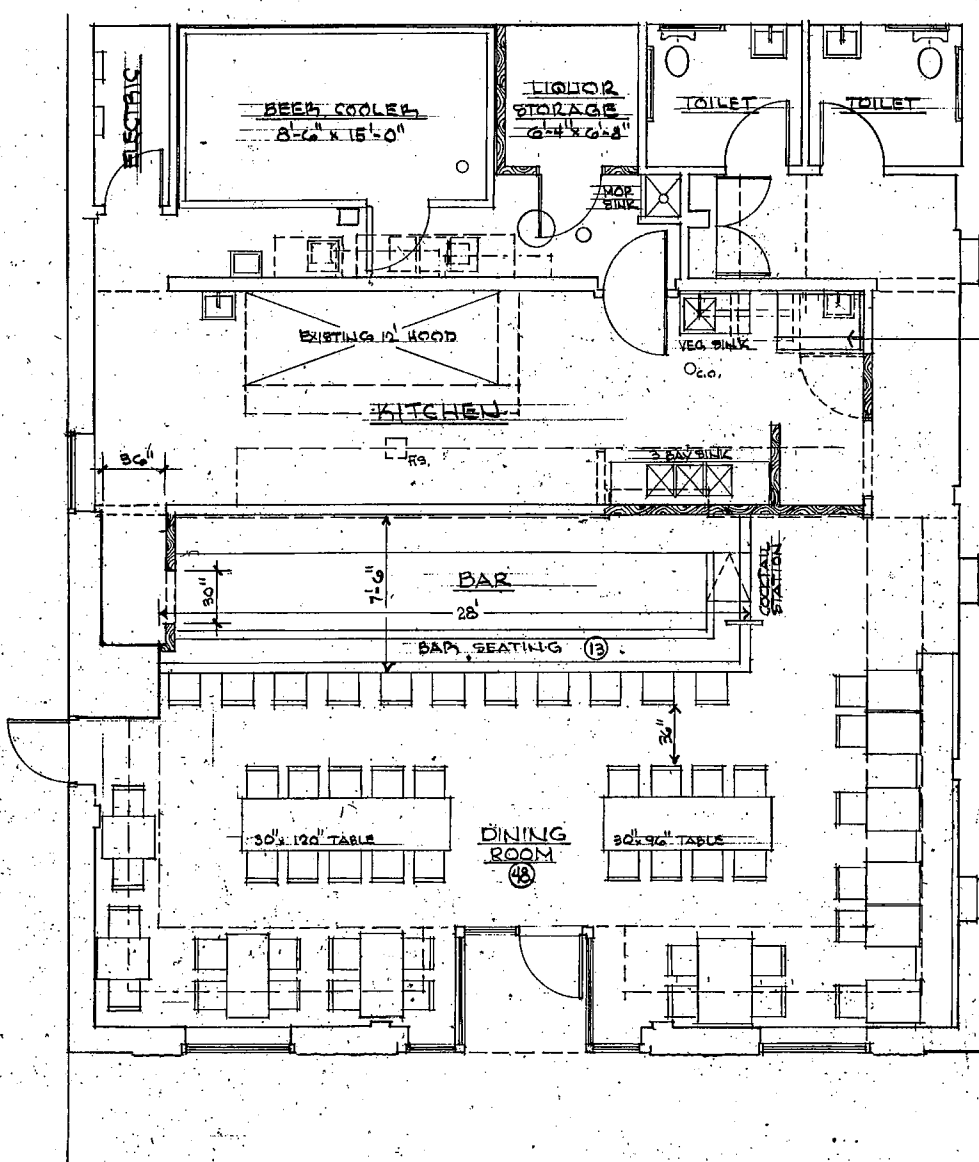 ELECTRIC
BEER COOLER
8'-6" x 15'-0"
LIQUOR
STORAGE
6'-4" x 6'-8"
TOILET
TOILET
MOP
SINK
EXISTING 12' HOOD
VEG SINK
C.O.
KITCHEN
F.S.
3 BAY SINK
36"
30"
7'-6"
BAR
28'
COCKTAIL
STATION
BAR SEATING 13
36"
30" x 120" TABLE
DINING
ROOM
48
30" x 96" TABLE